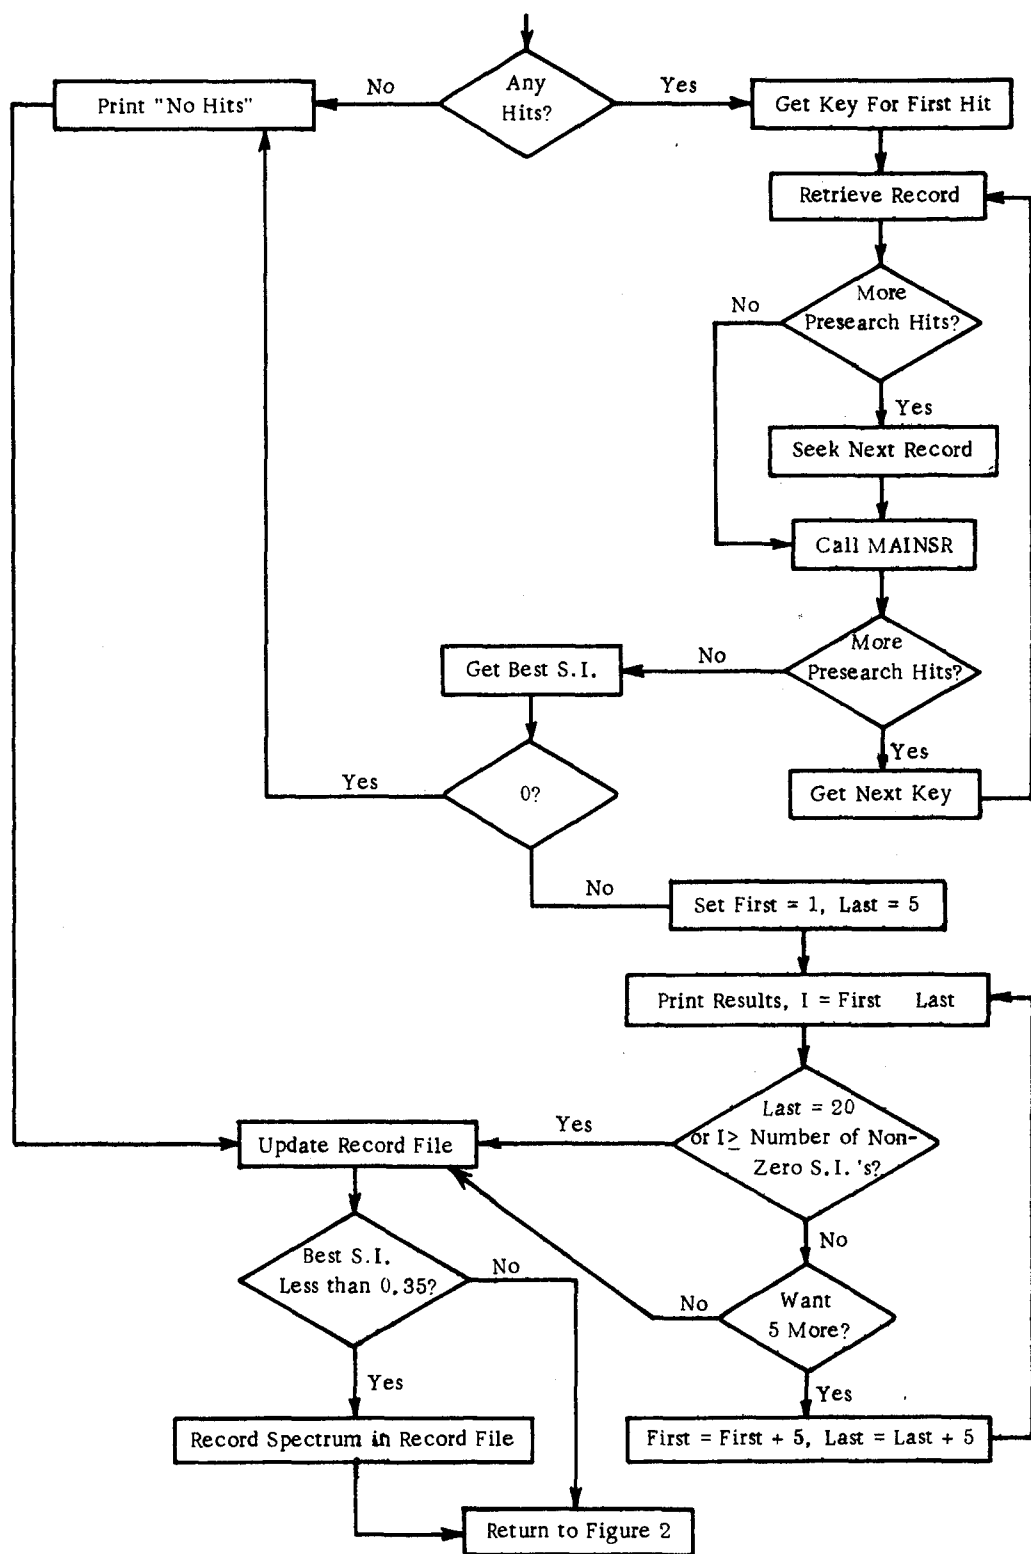 Any
Hits?
No
Yes
Print "No Hits"
Get Key For First Hit
Retrieve Record
More
Presearch Hits?
No
Yes
Seek Next Record
Call MAINSR
More
Presearch Hits?
No
Get Best S.I.
Yes
Get Next Key
0?
Yes
No
Set First = 1, Last = 5
Print Results, I = First Last
Last = 20
or I ≥ Number of Non-
Zero S.I.'s?
Yes
Update Record File
No
Best S.I.
Less than 0.35?
No
Want
5 More?
No
Yes
Yes
Record Spectrum in Record File
First = First + 5, Last = Last + 5
Return to Figure 2